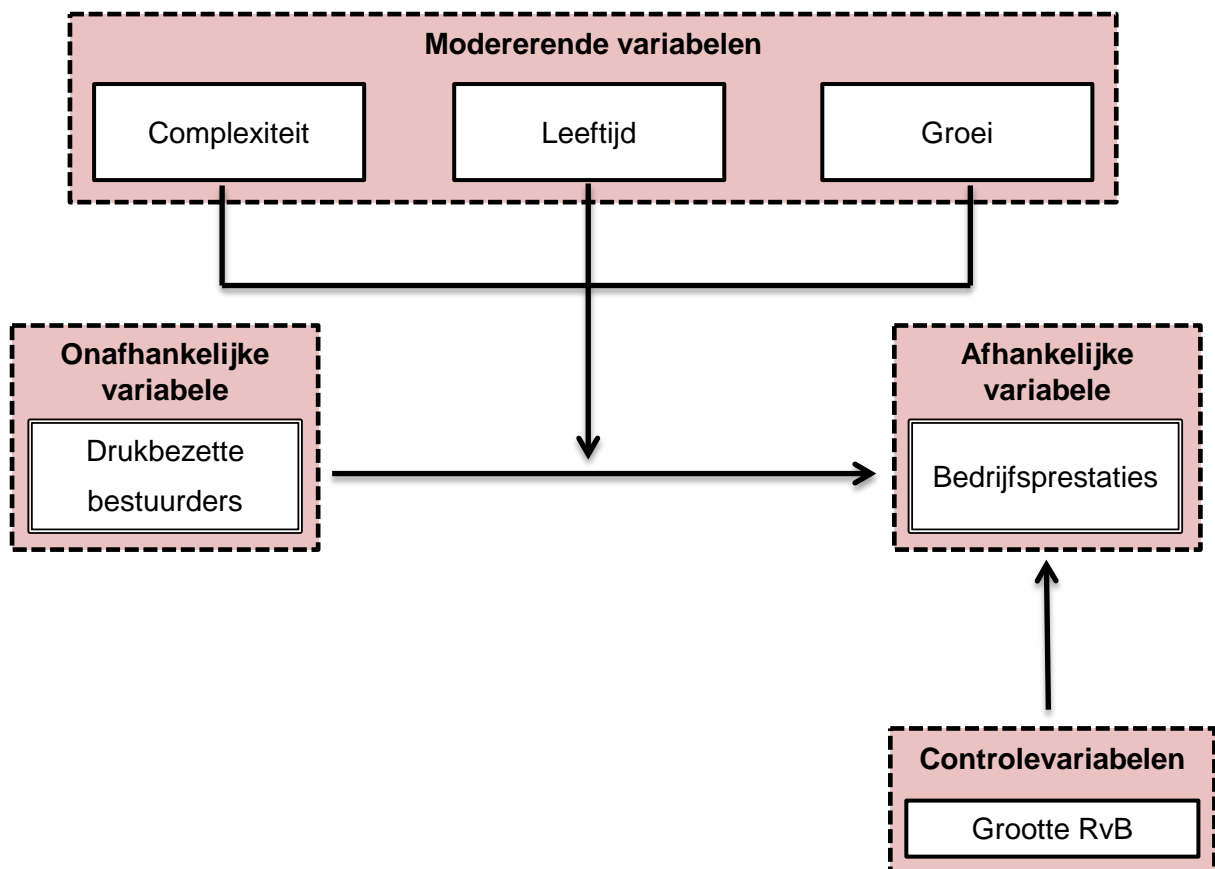 Modererende variabelen
Complexiteit
Leeftijd
Groei
Onafhankelijke
variabele
Drukbezette
bestuurders
Afhankelijke
variabele
Bedrijfsprestaties
Controlevariabelen
Grootte RvB